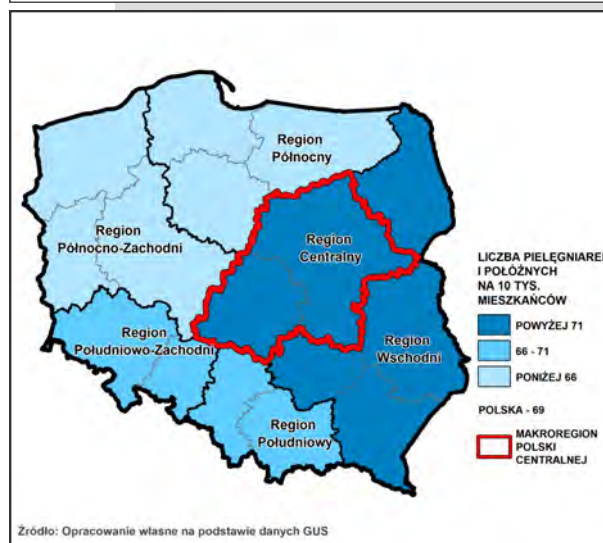 Region
Północny
Region
Północno-Zachodni
Region
Centralny
Region
Południowo-Zachodni
Region
Wschodni
Region
Południowy
LICZBA PIELĘGNIAREK
I POŁÓŻNYCH
NA 10 TYS.
MIESZKAŃCÓW
POWYŻEJ 71
66 - 71
PONIŻEJ 66
POLSKA - 69
MAKROREGION
POLSKI
CENTRALNEJ
Źródło: Opracowanie własne na podstawie danych GUS